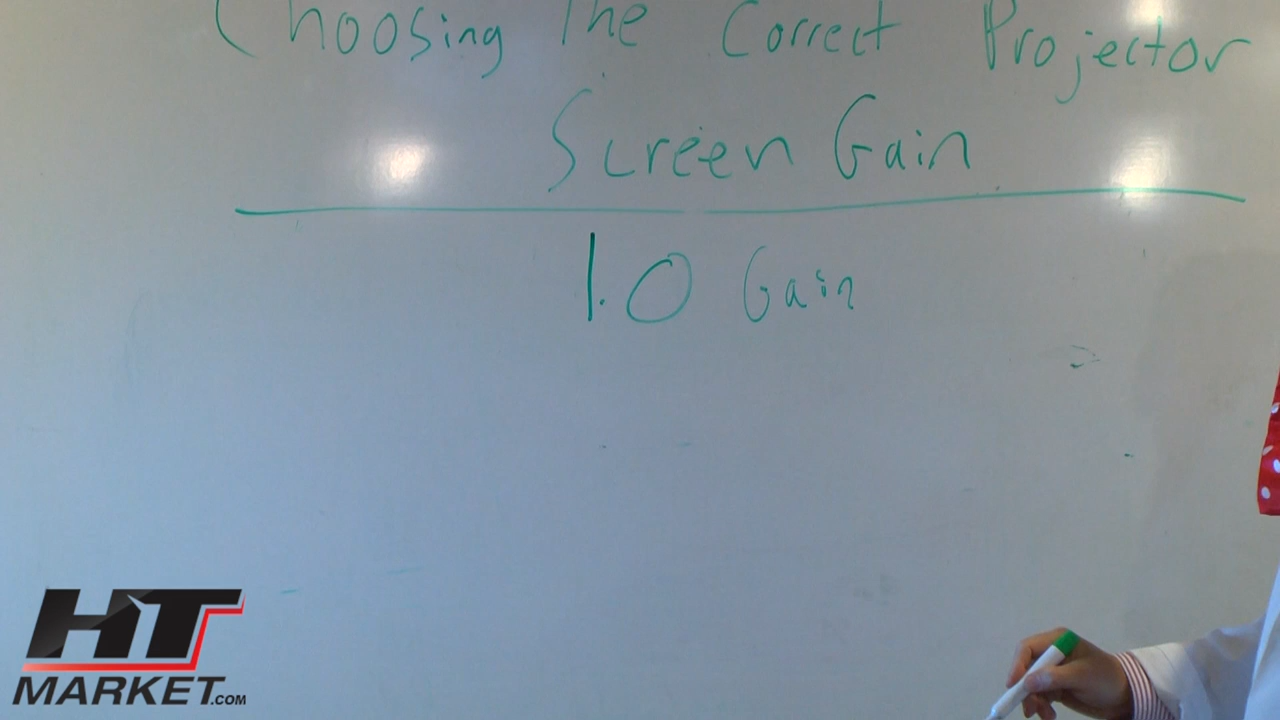 Choosing The Correct Projector
Screen Gain
1.0 Gain
HT
MARKET.COM